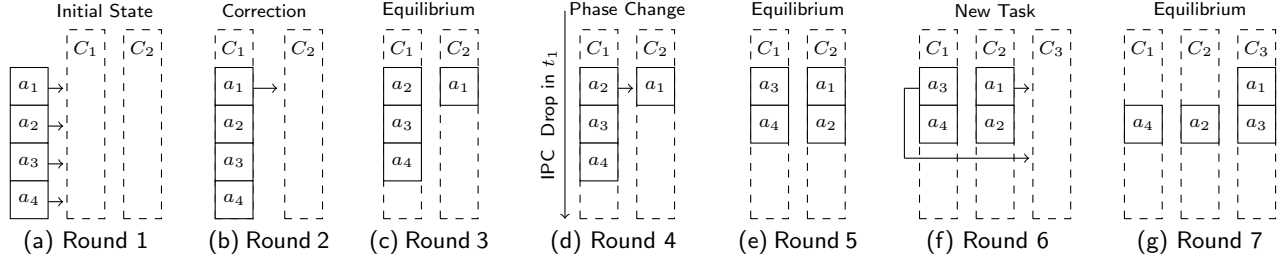 Initial State
C₁ C₂
a₁
a₂
a₃
a₄
(a) Round 1
Correction
C₁ C₂
a₁
a₂
a₃
a₄
(b) Round 2
Equilibrium
C₁ C₂
a₂ a₁
a₃
a₄
(c) Round 3
IPC Drop in t₁
Phase Change
C₁ C₂
a₂ a₁
a₃
a₄
(d) Round 4
Equilibrium
C₁ C₂
a₃ a₁
a₄ a₂
(e) Round 5
New Task
C₁ C₂ C₃
a₃ a₁
a₄ a₂
(f) Round 6
Equilibrium
C₁ C₂ C₃
a₁
a₄ a₂ a₃
(g) Round 7